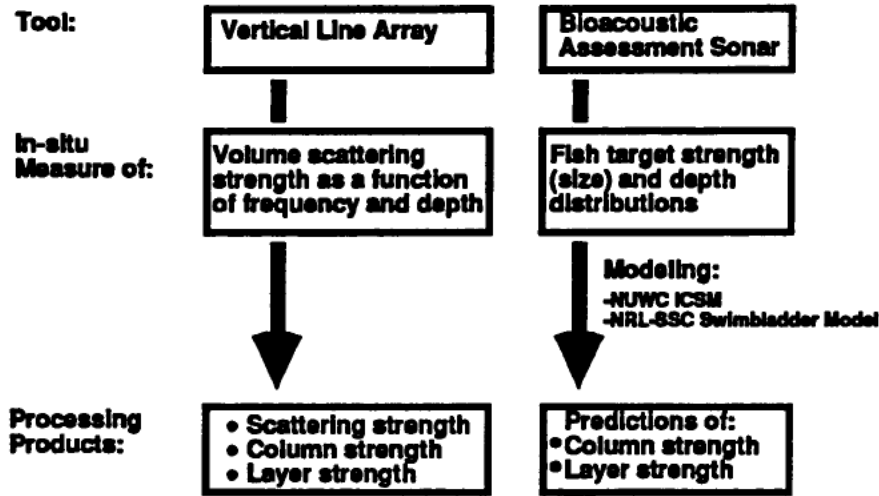 Tool:
Vertical Line Array
Bioacoustic
Assessment Sonar
In-situ
Measure of:
Volume scattering
strength as a function
of frequency and depth
Fish target strength
(size) and depth
distributions
Modeling:
-NUWC ICSM
-NRL-SSC Swimbladder Model
Processing
Products:
• Scattering strength
• Column strength
• Layer strength
Predictions of:
•Column strength
•Layer strength